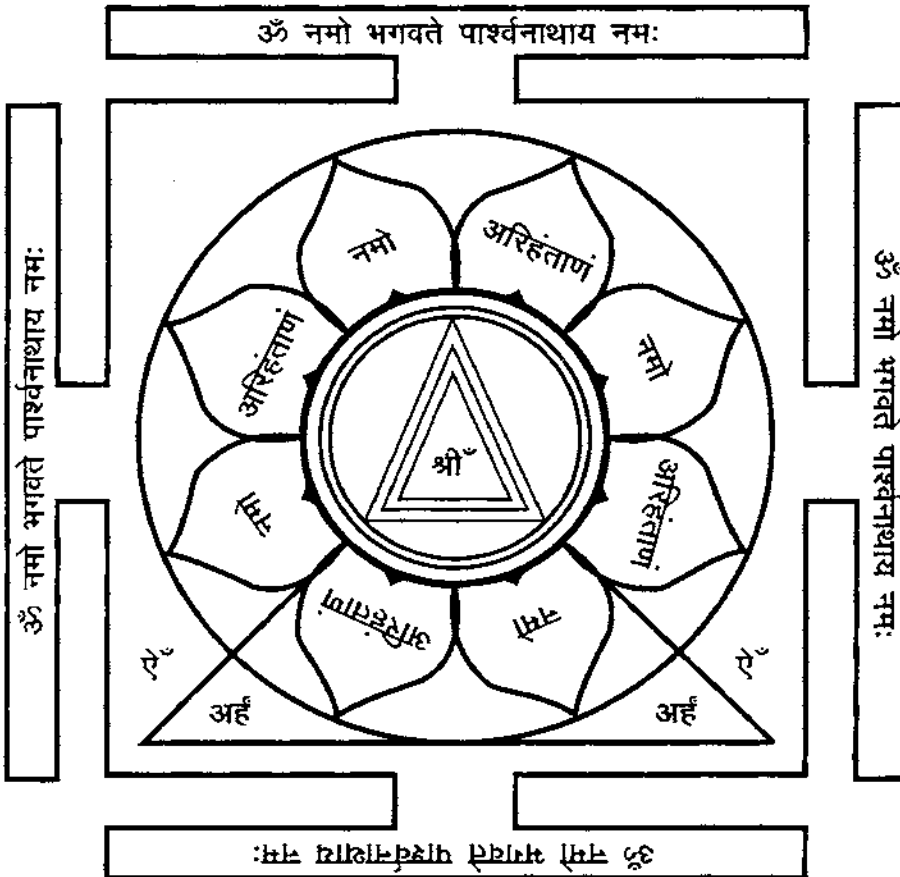 ॐ नमो भगवते पार्श्वनाथाय नमः
ॐ नमो भगवते पार्श्वनाथाय नमः
ॐ नमो भगवते पार्श्वनाथाय नमः
ॐ नमो भगवते पार्श्वनाथाय नमः
नमो
अरिहंताणं
नमो
अरिहंताणं
नमो
अरिहंताणं
नमो
अरिहंताणं
श्रीँ
अर्हं
अर्हं